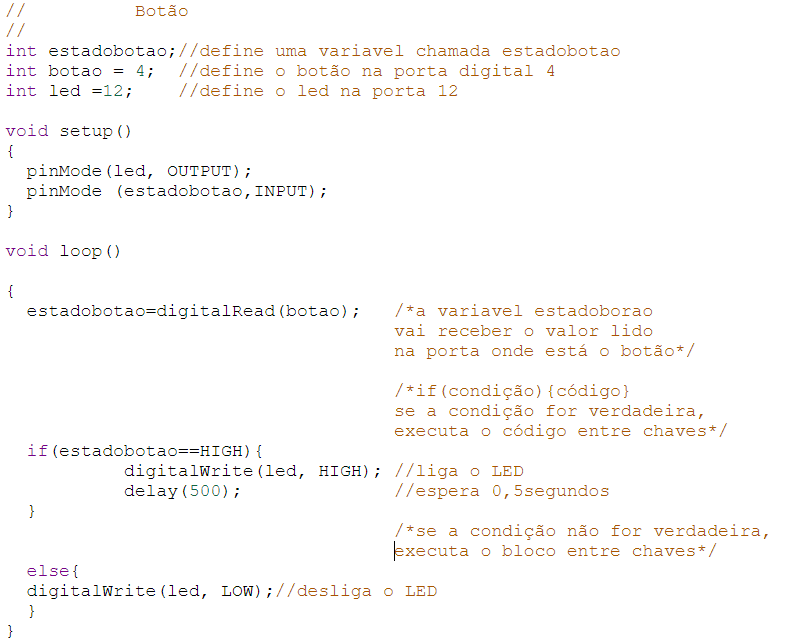 //          Botão
//
int estadobotao;//define uma variavel chamada estadobotao
int botao = 4;  //define o botão na porta digital 4
int led =12;    //define o led na porta 12
void setup()
{
  pinMode(led, OUTPUT);
  pinMode (estadobotao,INPUT);
}
void loop()
{
  estadobotao=digitalRead(botao);   /*a variavel estadoborao
                                    vai receber o valor lido
                                    na porta onde está o botão*/
                                    /*if(condição){código}
                                    se a condição for verdadeira,
                                    executa o código entre chaves*/
  if(estadobotao==HIGH){
           digitalWrite(led, HIGH); //liga o LED
           delay(500);              //espera 0,5segundos
  }
                                    /*se a condição não for verdadeira,
                                    executa o bloco entre chaves*/
  else{
  digitalWrite(led, LOW);//desliga o LED
  }
}